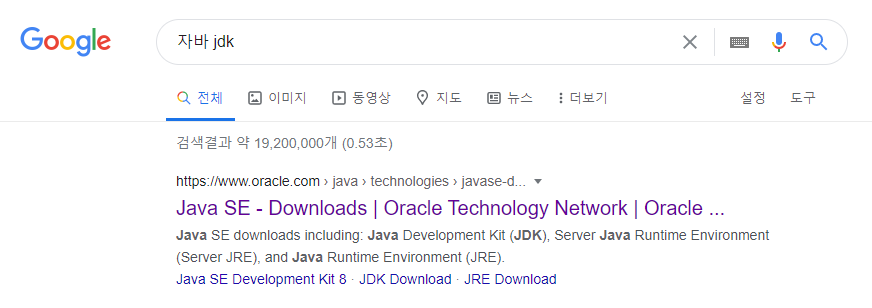 Google 자바 jdk
전체 이미지 동영상 지도 뉴스 더보기 설정 도구
검색결과 약 19,200,000개 (0.53초)
https://www.oracle.com › java › technologies › javase-d...
Java SE - Downloads | Oracle Technology Network | Oracle ...
Java SE downloads including: Java Development Kit (JDK), Server Java Runtime Environment
(Server JRE), and Java Runtime Environment (JRE).
Java SE Development Kit 8 · JDK Download · JRE Download